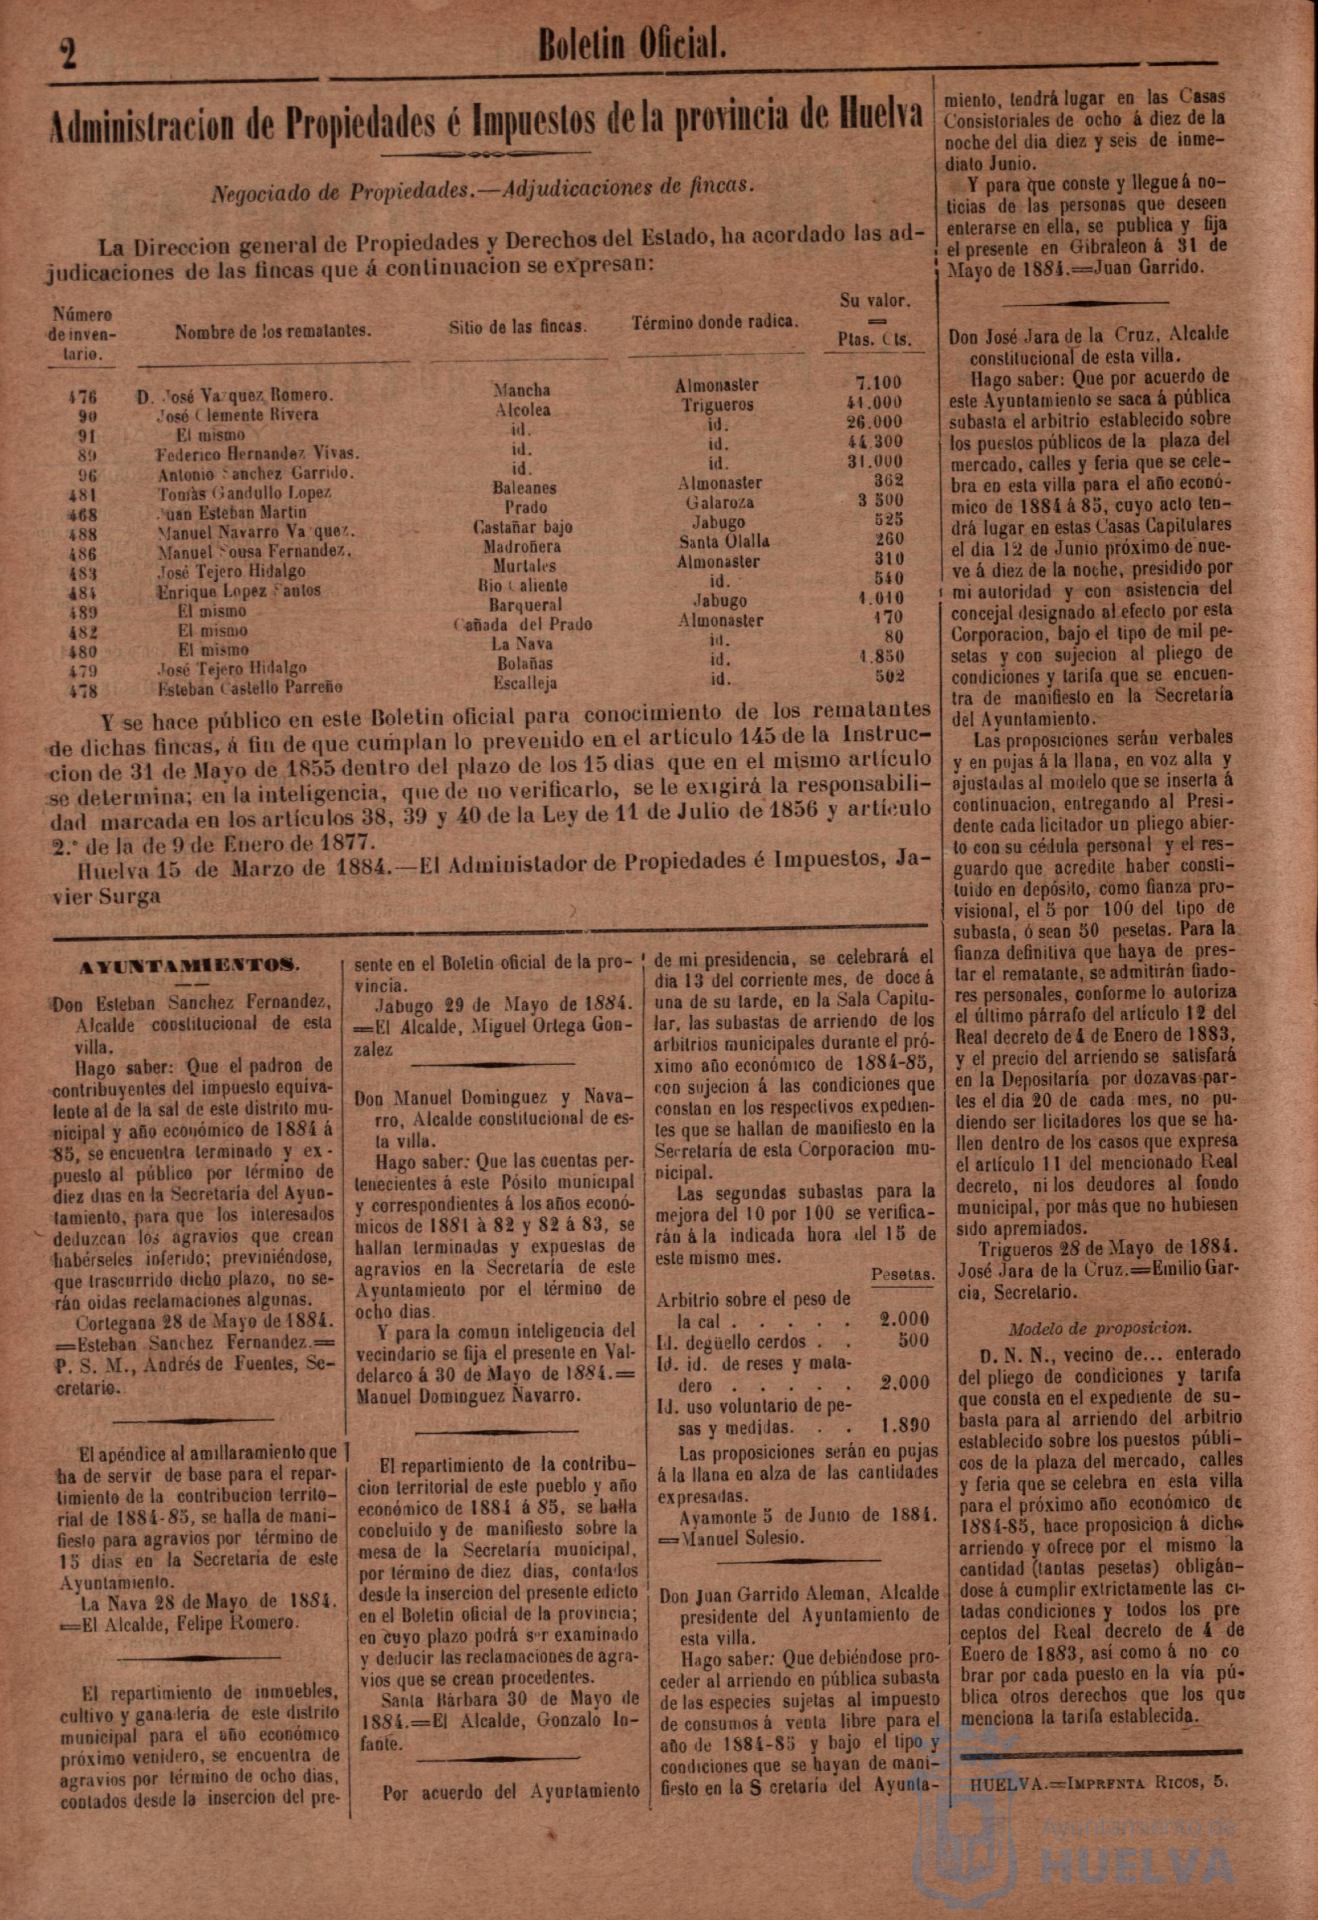 2
Boletin Oficial.
Administracion de Propiedades é Impuestos de la provincia de Huelva
Negociado de Propiedades.—Adjudicaciones de fincas.
La Direccion general de Propiedades y Derechos del Estado, ha acordado las ad-
judicaciones de las fincas que á continuacion se expresan:
Número de inventario. Nombre de los rematantes. Sitio de las fincas. Término donde radica. Su valor. = Ptas. Cts.
476 D. José Vazquez Romero. Mancha Almonaster 7.100
90 José Clemente Rivera Alcolea Trigueros 41.000
91 El mismo id. id. 26.000
89 Federico Hernandez Vivas. id. id. 44.300
96 Antonio Sanchez Garrido. id. id. 31.000
481 Tomàs Gandullo Lopez Baleanes Almonaster 362
468 Juan Esteban Martin Prado Galaroza 3 500
488 Manuel Navarro Vazquez. Castañar bajo Jabugo 525
486 Manuel Sousa Fernandez. Madroñera Santa Olalla 260
483 José Tejero Hidalgo Murtales Almonaster 310
484 Enrique Lopez Santos Rio Caliente id. 540
489 El mismo Barqueral Jabugo 1.010
482 El mismo Cañada del Prado Almonaster 170
480 El mismo La Nava id. 80
479 José Tejero Hidalgo Bolañas id. 1.850
478 Esteban Castello Parreño Escalleja id. 502
Y se hace público en este Boletin oficial para conocimiento de los rematantes
de dichas fincas, á fin de que cumplan lo prevenido en el artículo 145 de la Instruc-
cion de 31 de Mayo de 1855 dentro del plazo de los 15 dias que en el mismo artículo
se determina; en la inteligencia, que de no verificarlo, se le exigirá la responsabili-
dad marcada en los artículos 38, 39 y 40 de la Ley de 11 de Julio de 1856 y artículo
2.° de la de 9 de Enero de 1877.
Huelva 15 de Marzo de 1884.—El Administador de Propiedades é Impuestos, Ja-
vier Surga
AYUNTAMIENTOS.
Don Esteban Sanchez Fernandez,
Alcalde constitucional de esta
villa.
Hago saber: Que el padron de
contribuyentes del impuesto equiva-
lente al de la sal de este distrito mu-
nicipal y año económico de 1884 á
85, se encuentra terminado y ex-
puesto al público por término de
diez dias en la Secretaría del Ayun-
tamiento, para que los interesados
deduzcan los agravios que crean
habérseles inferido; previniéndose,
que trascurrido dicho plazo, no se-
rán oidas reclamaciones algunas.
Cortegana 28 de Mayo de 1884.
=Esteban Sanchez Fernandez.=
P. S. M., Andrés de Fuentes, Se-
cretario.
El apéndice al amillaramiento que
ha de servir de base para el repar-
timiento de la contribucion territo-
rial de 1884-85, se halla de mani-
fiesto para agravios por término de
15 dias en la Secretaría de este
Ayuntamiento.
La Nava 28 de Mayo de 1884.
=El Alcalde, Felipe Romero.
El repartimiento de inmuebles,
cultivo y ganadería de este distrito
municipal para el año económico
próximo venidero, se encuentra de
agravios por término de ocho dias,
contados desde la insercion del pre-
sente en el Boletin oficial de la pro-
vincia.
Jabugo 29 de Mayo de 1884.
=El Alcalde, Miguel Ortega Gon-
zalez
Don Manuel Dominguez y Nava-
rro, Alcalde constitucional de es-
ta villa.
Hago saber: Que las cuentas per-
tenecientes á este Pósito municipal
y correspondientes á los años econó-
micos de 1881 à 82 y 82 á 83, se
hallan terminadas y expuestas de
agravios en la Secretaría de este
Ayuntamiento por el término de
ocho dias.
Y para la comun inteligencia del
vecindario se fija el presente en Val-
delarco á 30 de Mayo de 1884.=
Manuel Dominguez Navarro.
El repartimiento de la contribu-
cion territorial de este pueblo y año
económico de 1884 á 85, se halla
concluido y de manifiesto sobre la
mesa de la Secretaría municipal,
por término de diez dias, contados
desde la insercion del presente edicto
en el Boletin oficial de la provincia;
en cuyo plazo podrá ser examinado
y deducir las reclamaciones de agra-
vios que se crean procedentes.
Santa Bárbara 30 de Mayo de
1884.=El Alcalde, Gonzalo In-
fante.
Por acuerdo del Ayuntamiento
de mi presidencia, se celebrará el
dia 13 del corriente mes, de doce á
una de su tarde, en la Sala Capitu-
lar, las subastas de arriendo de los
arbitrios municipales durante el pró-
ximo año económico de 1884-85,
con sujecion á las condiciones que
constan en los respectivos expedien-
tes que se hallan de manifiesto en la
Secretaría de esta Corporacion mu-
nicipal.
Las segundas subastas para la
mejora del 10 por 100 se verifica-
rán á la indicada hora del 15 de
este mismo mes.
Pesetas.
Arbitrio sobre el peso de
la cal . . . . . 2.000
Id. degüello cerdos . . 500
Id. id. de reses y mata-
dero . . . . . 2.000
Id. uso voluntario de pe-
sas y medidas. . . 1.890
Las proposiciones serán en pujas
á la llana en alza de las cantidades
expresadas.
Ayamonte 5 de Junio de 1884.
=Manuel Solesio.
Don Juan Garrido Aleman, Alcalde
presidente del Ayuntamiento de
esta villa.
Hago saber: Que debiéndose pro-
ceder al arriendo en pública subasta
de las especies sujetas al impuesto
de consumos á venta libre para el
año de 1884-85 y bajo el tipo y
condiciones que se hayan de mani-
fiesto en la S cretaría del Ayunta-
miento, tendrá lugar en las Casas
Consistoriales de ocho á diez de la
noche del dia diez y seis de inme-
diato Junio.
Y para que conste y llegue á no-
ticias de las personas que deseen
enterarse en ella, se publica y fija
el presente en Gibraleon á 31 de
Mayo de 1884.=Juan Garrido.
Don José Jara de la Cruz, Alcalde
constitucional de esta villa.
Hago saber: Que por acuerdo de
este Ayuntamiento se saca á pública
subasta el arbitrio establecido sobre
los puestos públicos de la plaza del
mercado, calles y feria que se cele-
bra en esta villa para el año econó-
mico de 1884 á 85, cuyo acto ten-
drá lugar en estas Casas Capitulares
el dia 12 de Junio próximo de nue-
ve á diez de la noche, presidido por
mi autoridad y con asistencia del
concejal designado al efecto por esta
Corporacion, bajo el tipo de mil pe-
setas y con sujecion al pliego de
condiciones y tarifa que se encuen-
tra de manifiesto en la Secretaría
del Ayuntamiento.
Las proposiciones serán verbales
y en pujas á la llana, en voz alta y
ajustadas al modelo que se inserta á
continuacion, entregando al Presi-
dente cada licitador un pliego abier-
to con su cédula personal y el res-
guardo que acredite haber consti-
tuido en depósito, como fianza pro-
visional, el 5 por 100 del tipo de
subasta, ó sean 50 pesetas. Para la
fianza definitiva que haya de pres-
tar el rematante, se admitirán fiado-
res personales, conforme lo autoriza
el último párrafo del artículo 12 del
Real decreto de 4 de Enero de 1883,
y el precio del arriendo se satisfará
en la Depositaría por dozavas par-
tes el dia 20 de cada mes, no pu-
diendo ser licitadores los que se ha-
llen dentro de los casos que expresa
el artículo 11 del mencionado Real
decreto, ni los deudores al fondo
municipal, por más que no hubiesen
sido apremiados.
Trigueros 28 de Mayo de 1884.
José Jara de la Cruz.=Emilio Gar-
cia, Secretario.
Modelo de proposicion.
D. N. N., vecino de... enterado
del pliego de condiciones y tarifa
que consta en el expediente de su-
basta para al arriendo del arbitrio
establecido sobre los puestos públi-
cos de la plaza del mercado, calles
y feria que se celebra en esta villa
para el próximo año económico de
1884-85, hace proposicion á dicho
arriendo y ofrece por el mismo la
cantidad (tantas pesetas) obligán-
dose á cumplir extrictamente las ci-
tadas condiciones y todos los pre
ceptos del Real decreto de 4 de
Enero de 1883, así como á no co
brar por cada puesto en la vía pú-
blica otros derechos que los que
menciona la tarifa establecida.
HUELVA.=IMPRENTA RICOS, 5.
Ayuntamiento de
HUELVA